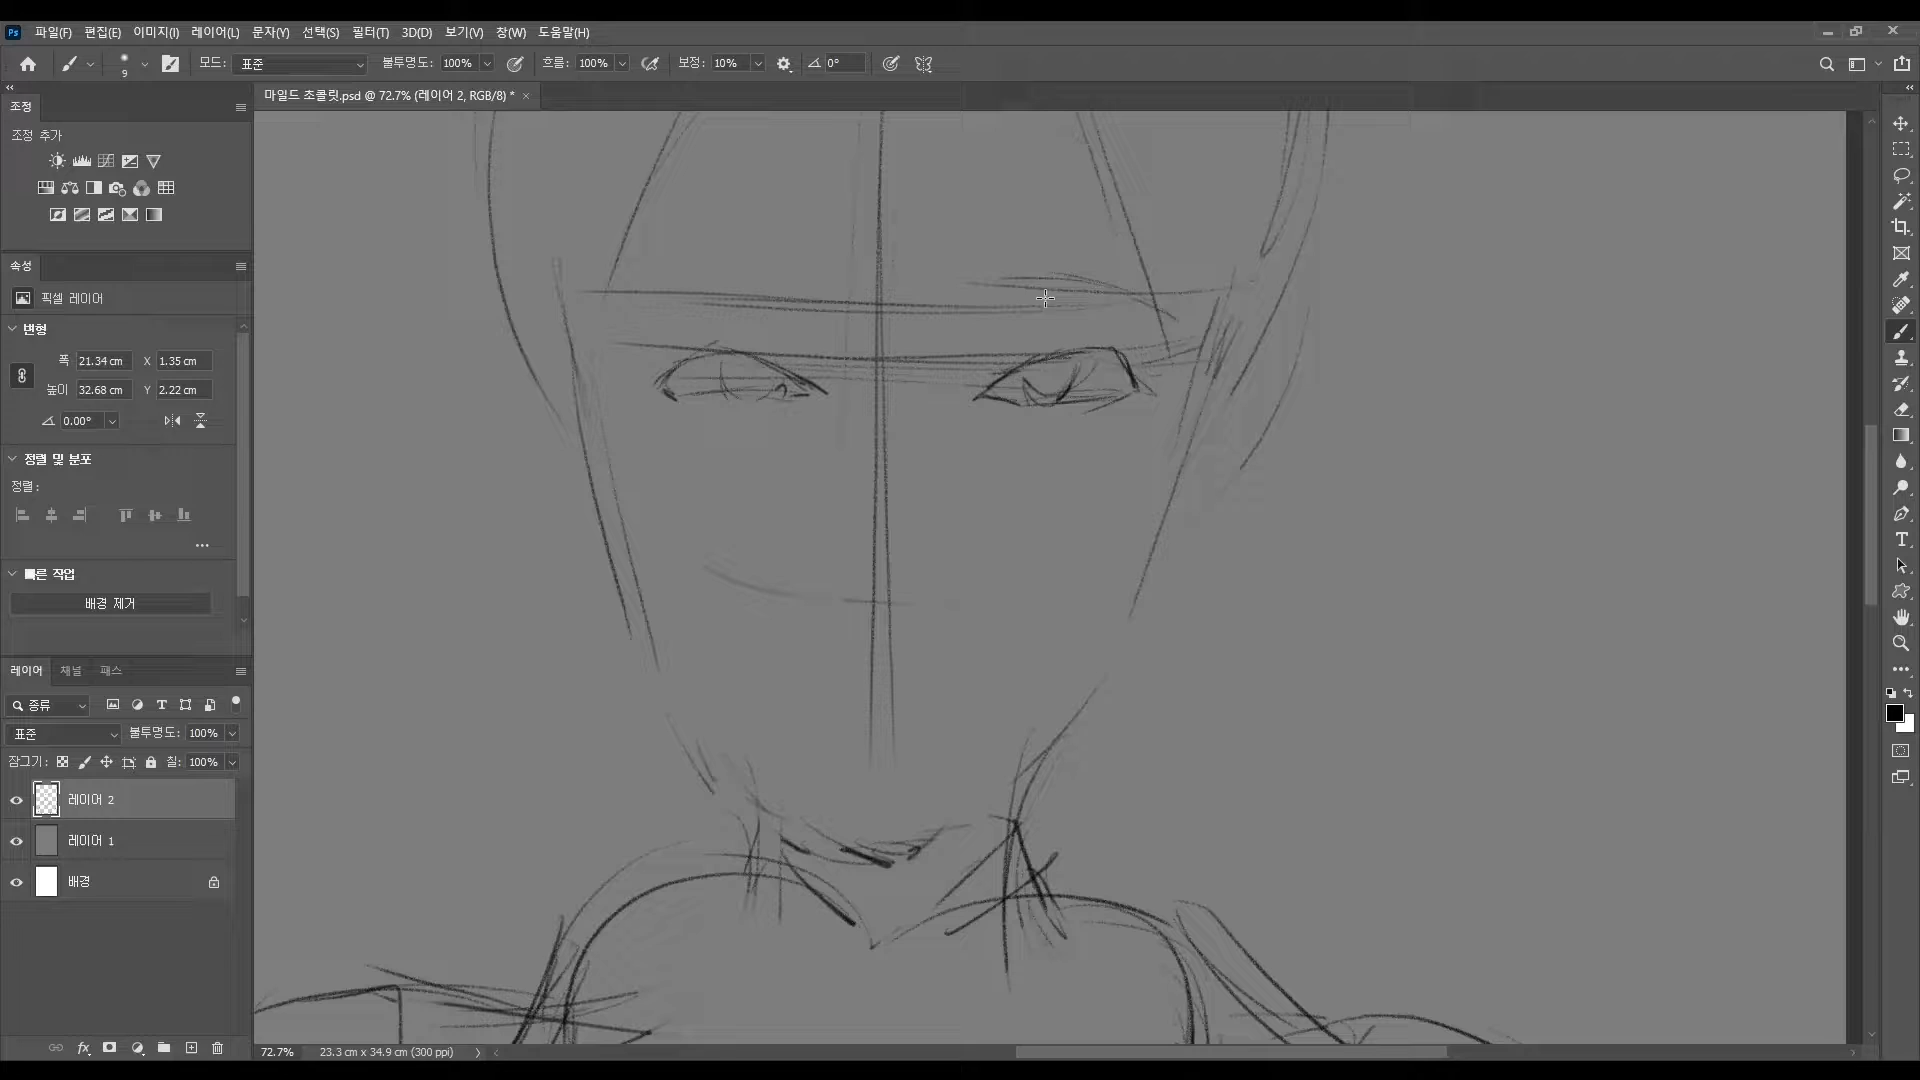 Ps 파일(F) 편집(E) 이미지(I) 레이어(L) 문자(Y) 선택(S) 필터(T) 3D(D) 보기(V) 창(W) 도움말(H)
9 모드: 표준 불투명도: 100% 흐름: 100% 보정: 10% 0°
조정
마일드 초콜릿.psd @ 72.7% (레이어 2, RGB/8) *
조정 추가
속성
픽셀 레이어
변형
폭 21.34 cm X 1.35 cm
높이 32.68 cm Y 2.22 cm
0.00°
정렬 및 분포
정렬:
빠른 작업
배경 제거
레이어 채널 패스
종류
표준 불투명도: 100%
잠그기: 칠: 100%
레이어 2
레이어 1
배경
fx
72.7% 23.3 cm x 34.9 cm (300 ppi)